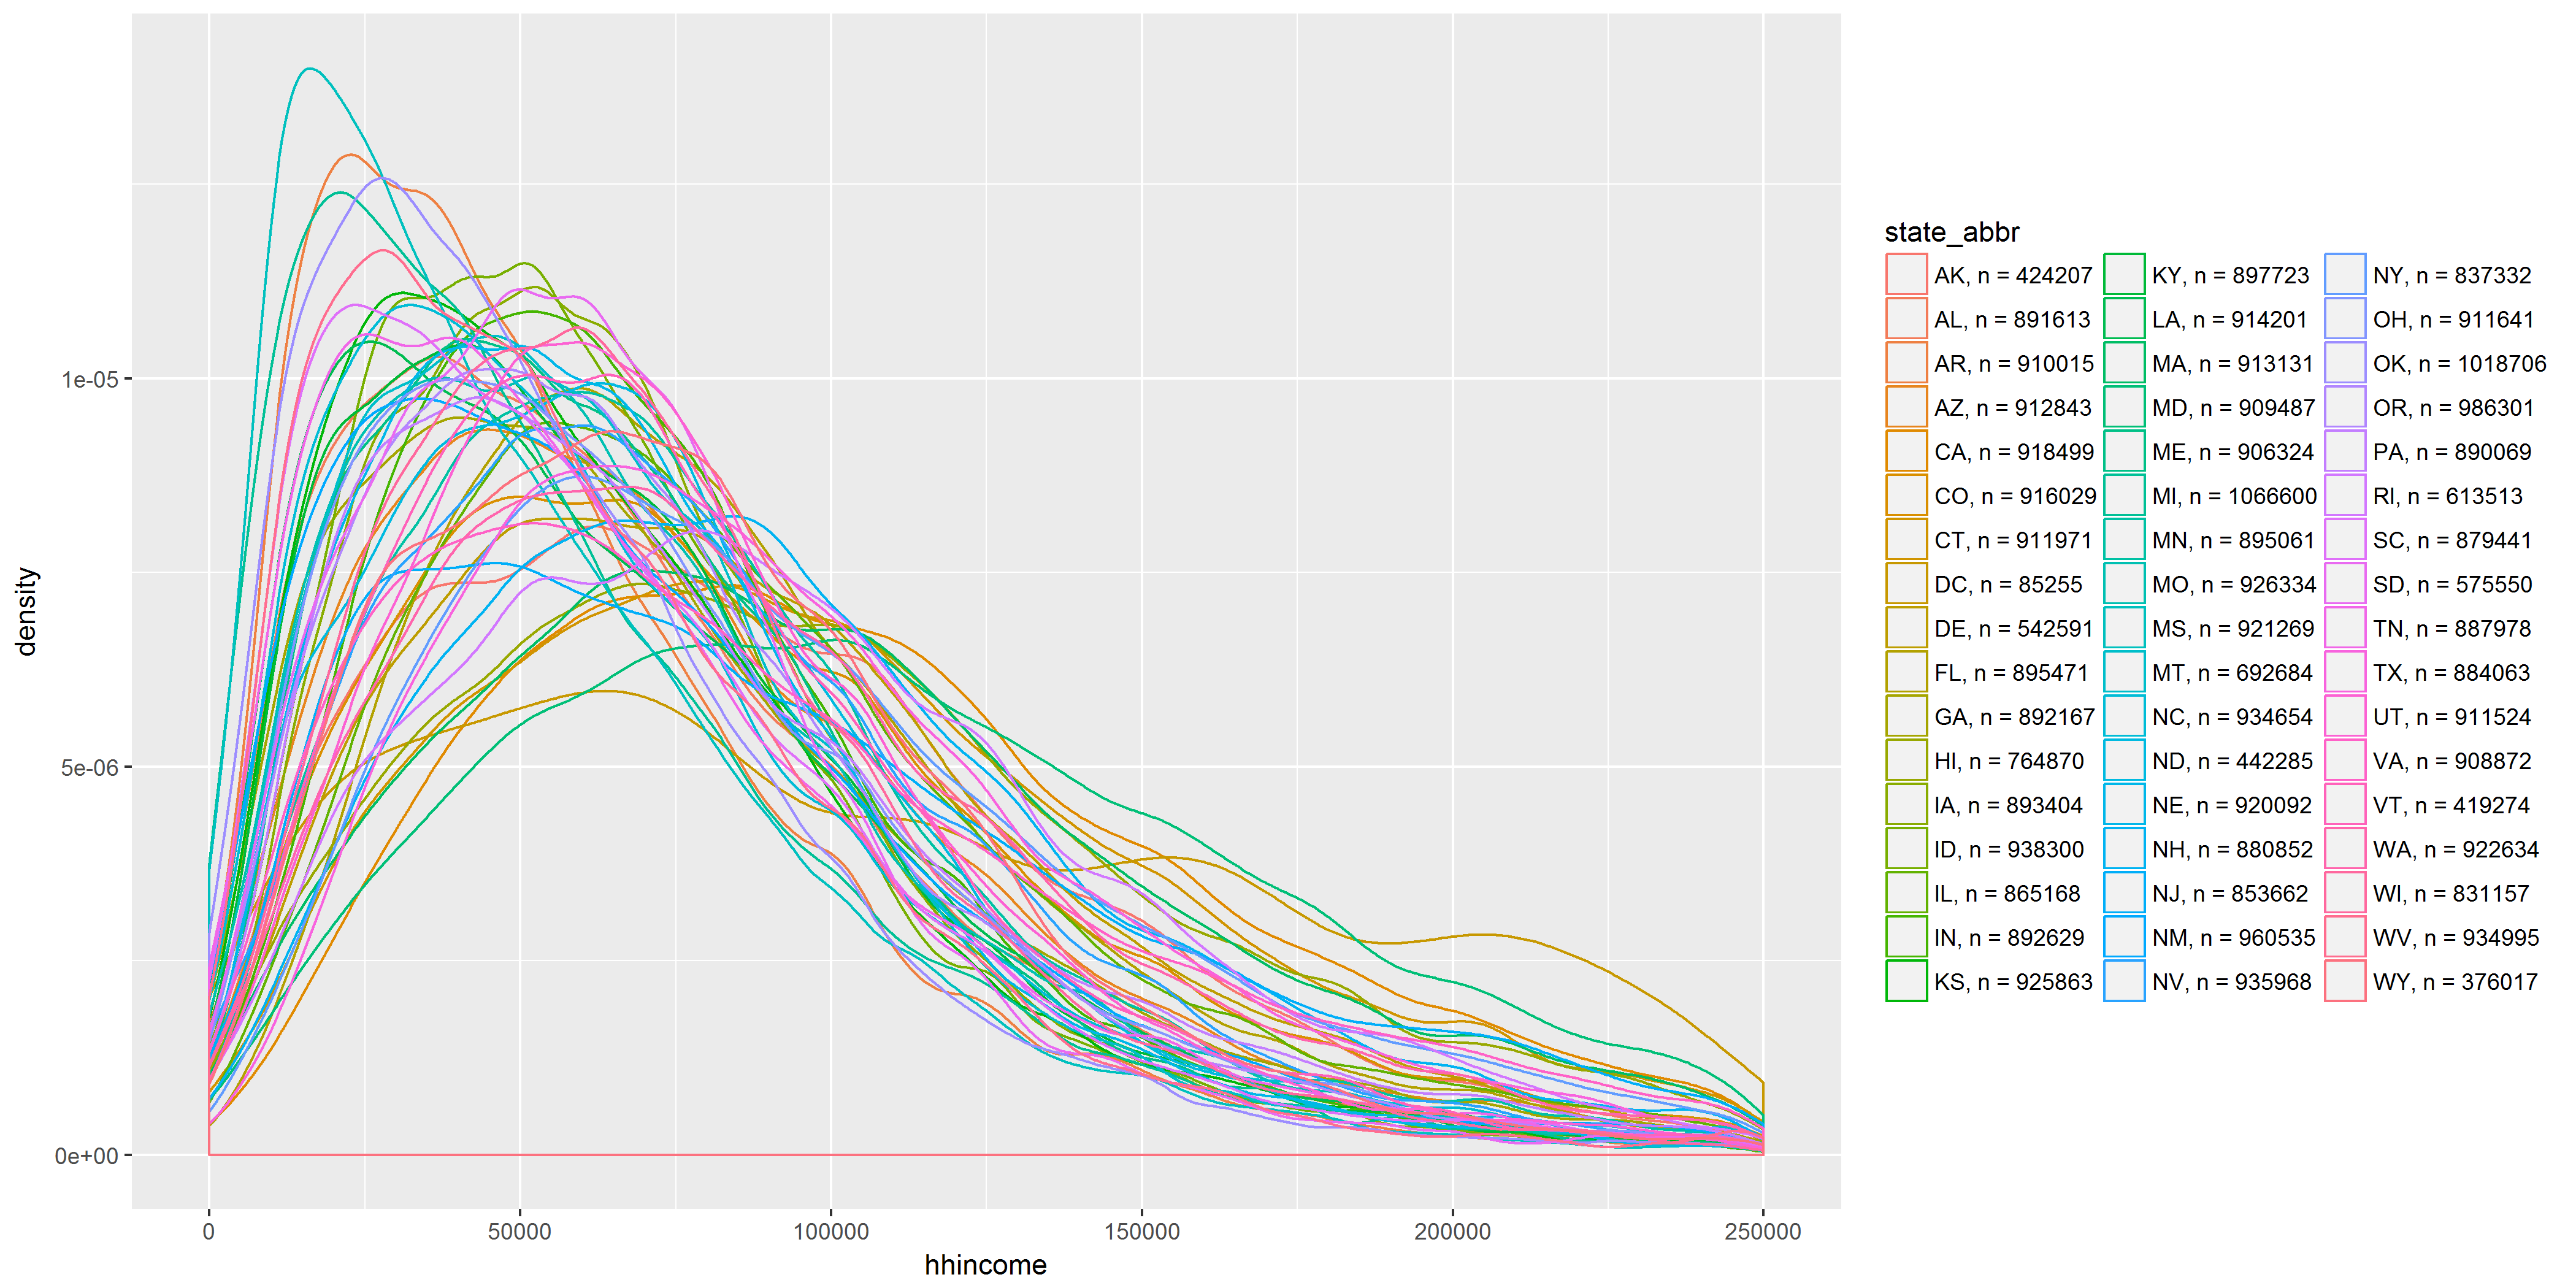 density
1e-05
5e-06
0e+00
0
50000
100000
150000
200000
250000
hhincome
state_abbr
AK, n = 424207
AL, n = 891613
AR, n = 910015
AZ, n = 912843
CA, n = 918499
CO, n = 916029
CT, n = 911971
DC, n = 85255
DE, n = 542591
FL, n = 895471
GA, n = 892167
HI, n = 764870
IA, n = 893404
ID, n = 938300
IL, n = 865168
IN, n = 892629
KS, n = 925863
KY, n = 897723
LA, n = 914201
MA, n = 913131
MD, n = 909487
ME, n = 906324
MI, n = 1066600
MN, n = 895061
MO, n = 926334
MS, n = 921269
MT, n = 692684
NC, n = 934654
ND, n = 442285
NE, n = 920092
NH, n = 880852
NJ, n = 853662
NM, n = 960535
NV, n = 935968
NY, n = 837332
OH, n = 911641
OK, n = 1018706
OR, n = 986301
PA, n = 890069
RI, n = 613513
SC, n = 879441
SD, n = 575550
TN, n = 887978
TX, n = 884063
UT, n = 911524
VA, n = 908872
VT, n = 419274
WA, n = 922634
WI, n = 831157
WV, n = 934995
WY, n = 376017